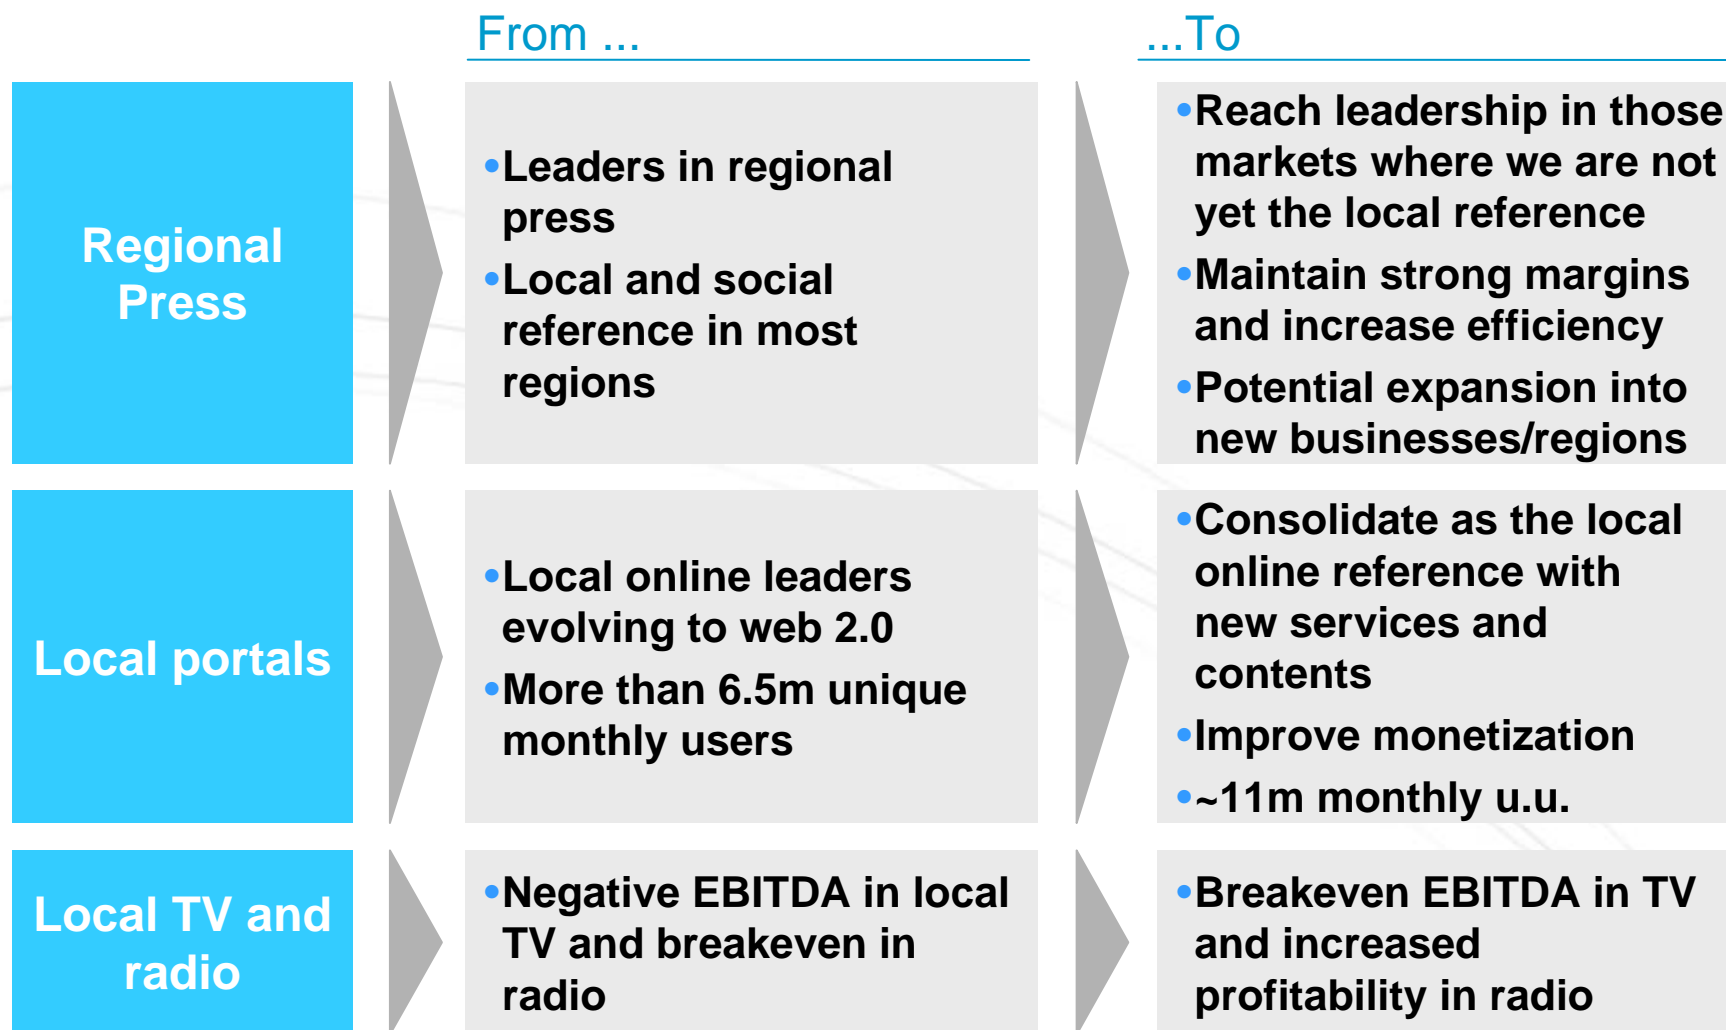 From ...
...To
Regional
Press
•Leaders in regional
press
•Local and social
reference in most
regions
•Reach leadership in those
markets where we are not
yet the local reference
•Maintain strong margins
and increase efficiency
•Potential expansion into
new businesses/regions
Local portals
•Local online leaders
evolving to web 2.0
•More than 6.5m unique
monthly users
•Consolidate as the local
online reference with
new services and
contents
•Improve monetization
•~11m monthly u.u.
Local TV and
radio
•Negative EBITDA in local
TV and breakeven in
radio
•Breakeven EBITDA in TV
and increased
profitability in radio